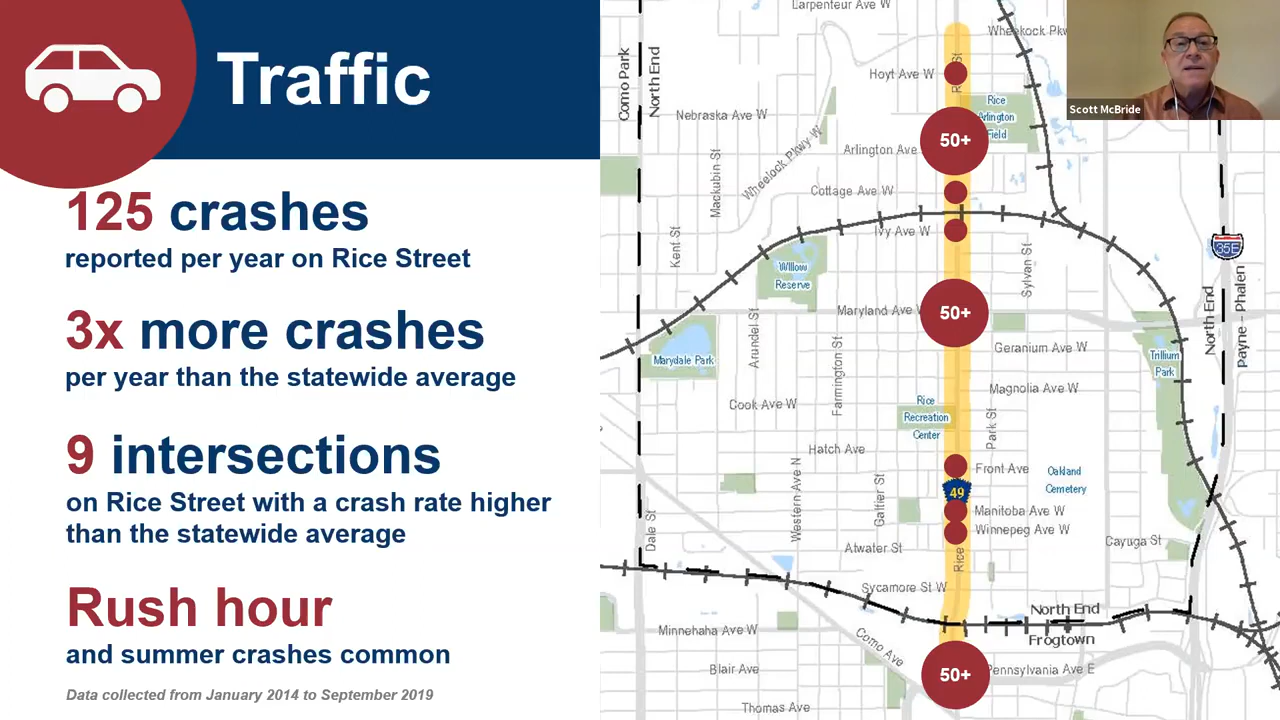 Traffic
125 crashes
reported per year on Rice Street
3x more crashes
per year than the statewide average
9 intersections
on Rice Street with a crash rate higher
than the statewide average
Rush hour
and summer crashes common
Data collected from January 2014 to September 2019
Larpenteur Ave W
Como Park
North End
Wheelock Pkw
Scott McBride
Hoyt Ave W
Rice
Arlington
Field
Nebraska Ave W
Wheelock Pkwy W
50+
Arlington Ave
Mackubin St
Cottage Ave W
Kent St
Ivy Ave W
Sylvan St
35E
Willow
Reserve
Maryland Ave W
50+
North End
Payne - Phalen
Arundel St
Geranium Ave W
Marydale Park
Trillium
Park
Farmington St
Magnolia Ave W
Cook Ave W
Rice
Recreation
Center
Park St
Hatch Ave
Front Ave
Oakland
Cemetery
Western Ave N
Galtier St
49
Manitoba Ave W
Winnepeg Ave W
Dale St
Atwater St
Rice
Cayuga St
Sycamore St W
North End
Frogtown
Minnehaha W
Como Ave
Blair Ave W
50+
Pennsylvania Ave E
Thomas Ave W